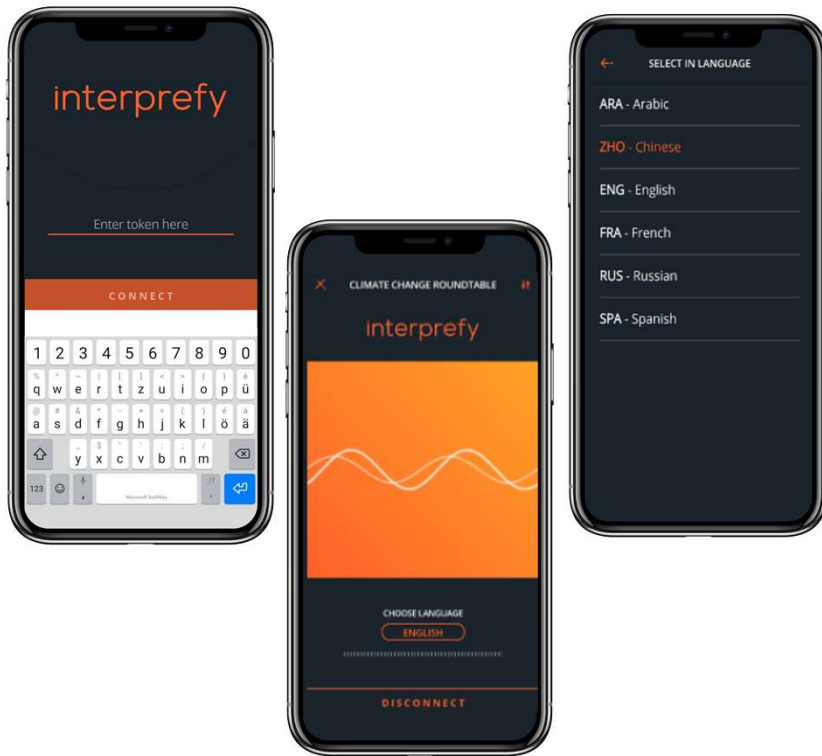 interprefy
Enter token here
CONNECT
1 2 3 4 5 6 7 8 9 0
q w e r t z u i o p ü
a s d f g h j k l ö ä
y x c v b n m
123
Microsoft SwiftKey
CLIMATE CHANGE ROUNDTABLE
interprefy
CHOOSE LANGUAGE
ENGLISH
DISCONNECT
SELECT IN LANGUAGE
ARA - Arabic
ZHO - Chinese
ENG - English
FRA - French
RUS - Russian
SPA - Spanish